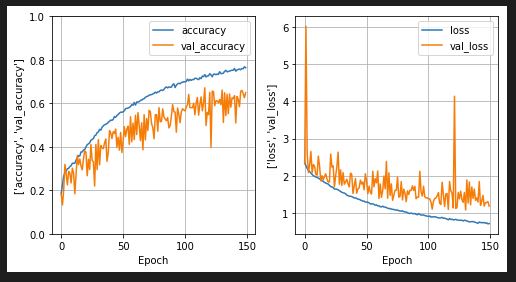 1.0
0.8
0.6
0.4
0.2
0.0
0
50
100
150
Epoch
['accuracy', 'val_accuracy']
accuracy
val_accuracy
6
5
4
3
2
1
0
50
100
150
Epoch
['loss', 'val_loss']
loss
val_loss